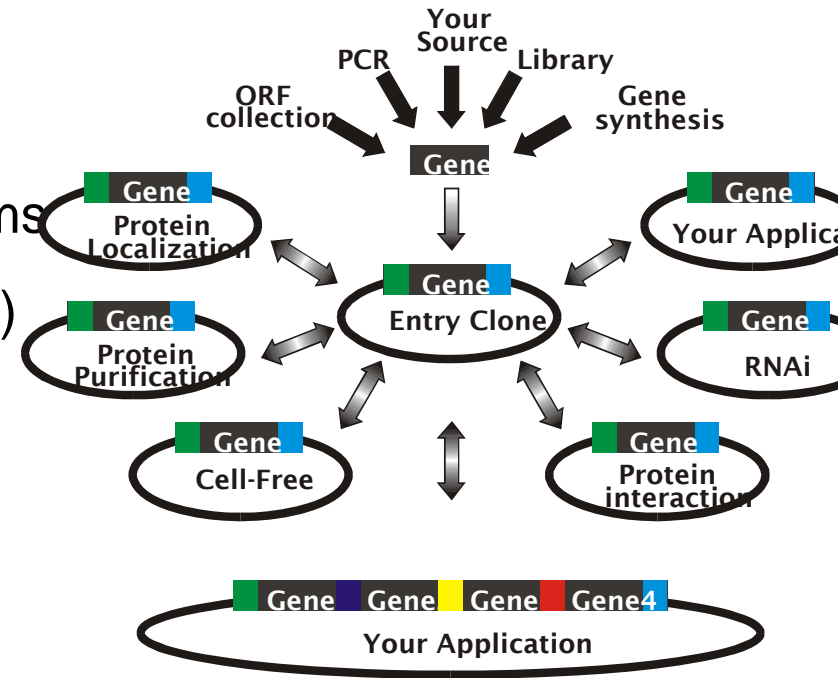 Your
Source
PCR
Library
ORF
collection
Gene
synthesis
Gene
ms
Gene
Protein
Localization
Gene
Your Applica
)
Gene
Entry Clone
Gene
Protein
Purification
Gene
RNAi
Gene
Cell-Free
Gene
Protein
interaction
Gene Gene Gene Gene4
Your Application